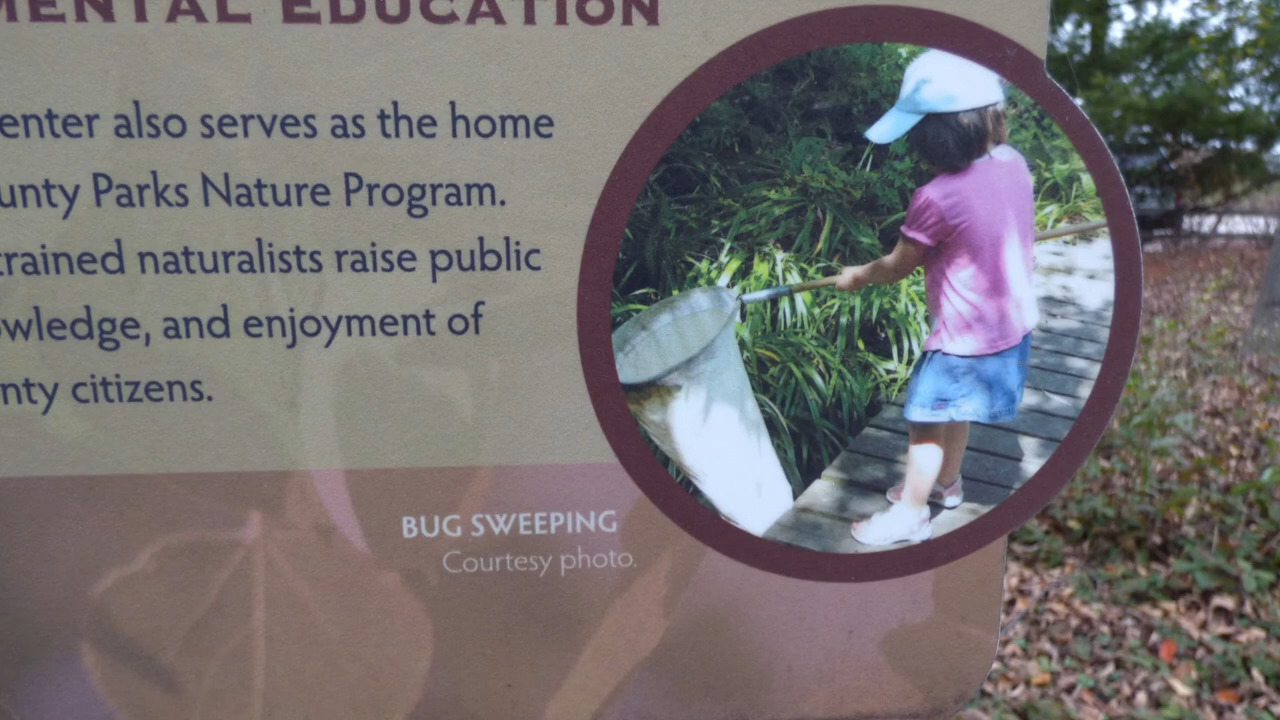 MENTAL EDUCATION
enter also serves as the home
unty Parks Nature Program.
trained naturalists raise public
owledge, and enjoyment of
nty citizens.
BUG SWEEPING
Courtesy photo.